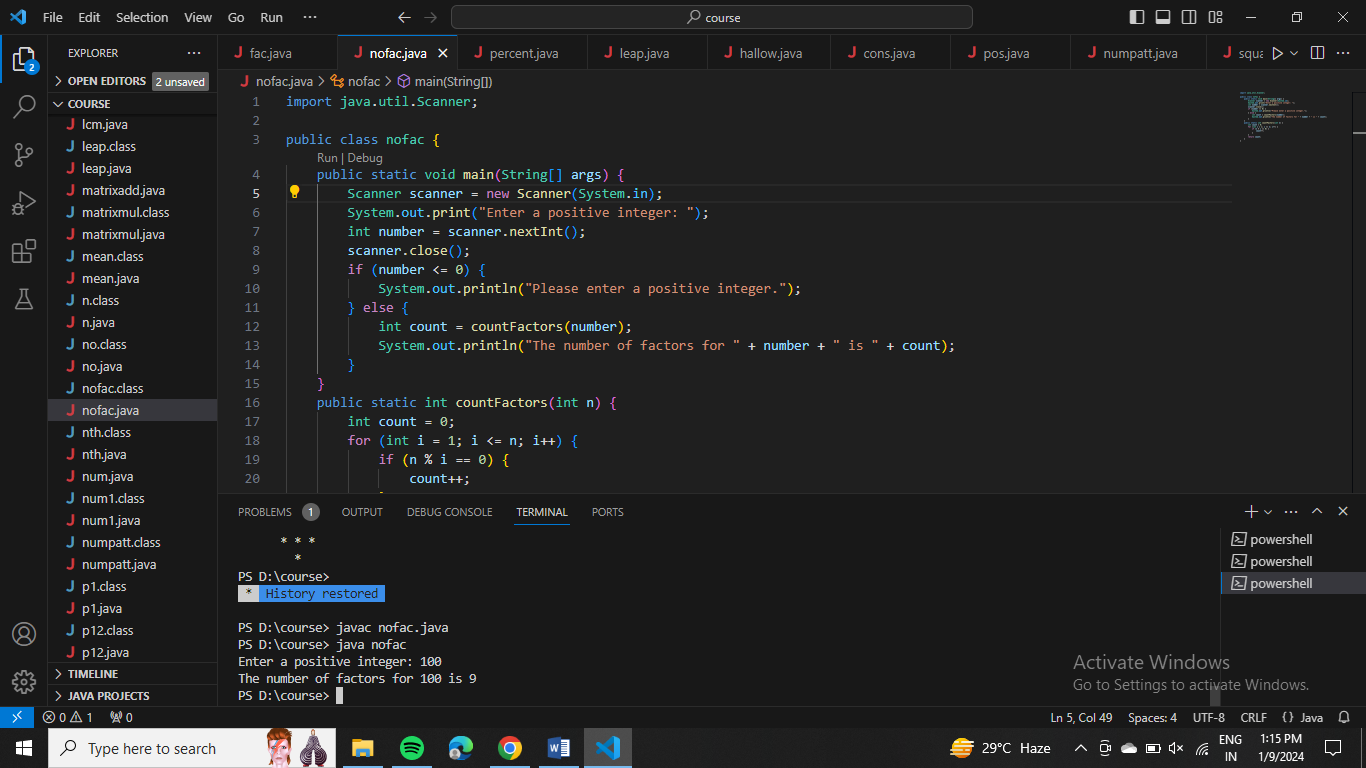 File Edit Selection View Go Run ··· course
EXPLORER ···
OPEN EDITORS 2 unsaved
COURSE
lcm.java
leap.class
leap.java
matrixadd.java
matrixmul.class
matrixmul.java
mean.class
mean.java
n.class
n.java
no.class
no.java
nofac.class
nofac.java
nth.class
nth.java
num.java
num1.class
num1.java
numpatt.class
numpatt.java
p1.class
p1.java
p12.class
p12.java
TIMELINE
JAVA PROJECTS
2
fac.java nofac.java percent.java leap.java hallow.java cons.java pos.java numpatt.java squ
nofac.java > nofac > main(String[])
1 import java.util.Scanner;
2
3 public class nofac {
Run | Debug
4 public static void main(String[] args) {
5 Scanner scanner = new Scanner(System.in);
6 System.out.print("Enter a positive integer: ");
7 int number = scanner.nextInt();
8 scanner.close();
9 if (number <= 0) {
10 System.out.println("Please enter a positive integer.");
11 } else {
12 int count = countFactors(number);
13 System.out.println("The number of factors for " + number + " is " + count);
14 }
15 }
16 public static int countFactors(int n) {
17 int count = 0;
18 for (int i = 1; i <= n; i++) {
19 if (n % i == 0) {
20 count++;
PROBLEMS 1 OUTPUT DEBUG CONSOLE TERMINAL PORTS
* * *
*
PS D:\course>
* History restored
PS D:\course> javac nofac.java
PS D:\course> java nofac
Enter a positive integer: 100
The number of factors for 100 is 9
PS D:\course>
powershell
powershell
powershell
Activate Windows
Go to Settings to activate Windows.
0 1 0 Ln 5, Col 49 Spaces: 4 UTF-8 CRLF {} Java
Type here to search 29°C Haze ENG IN 1:15 PM 1/9/2024